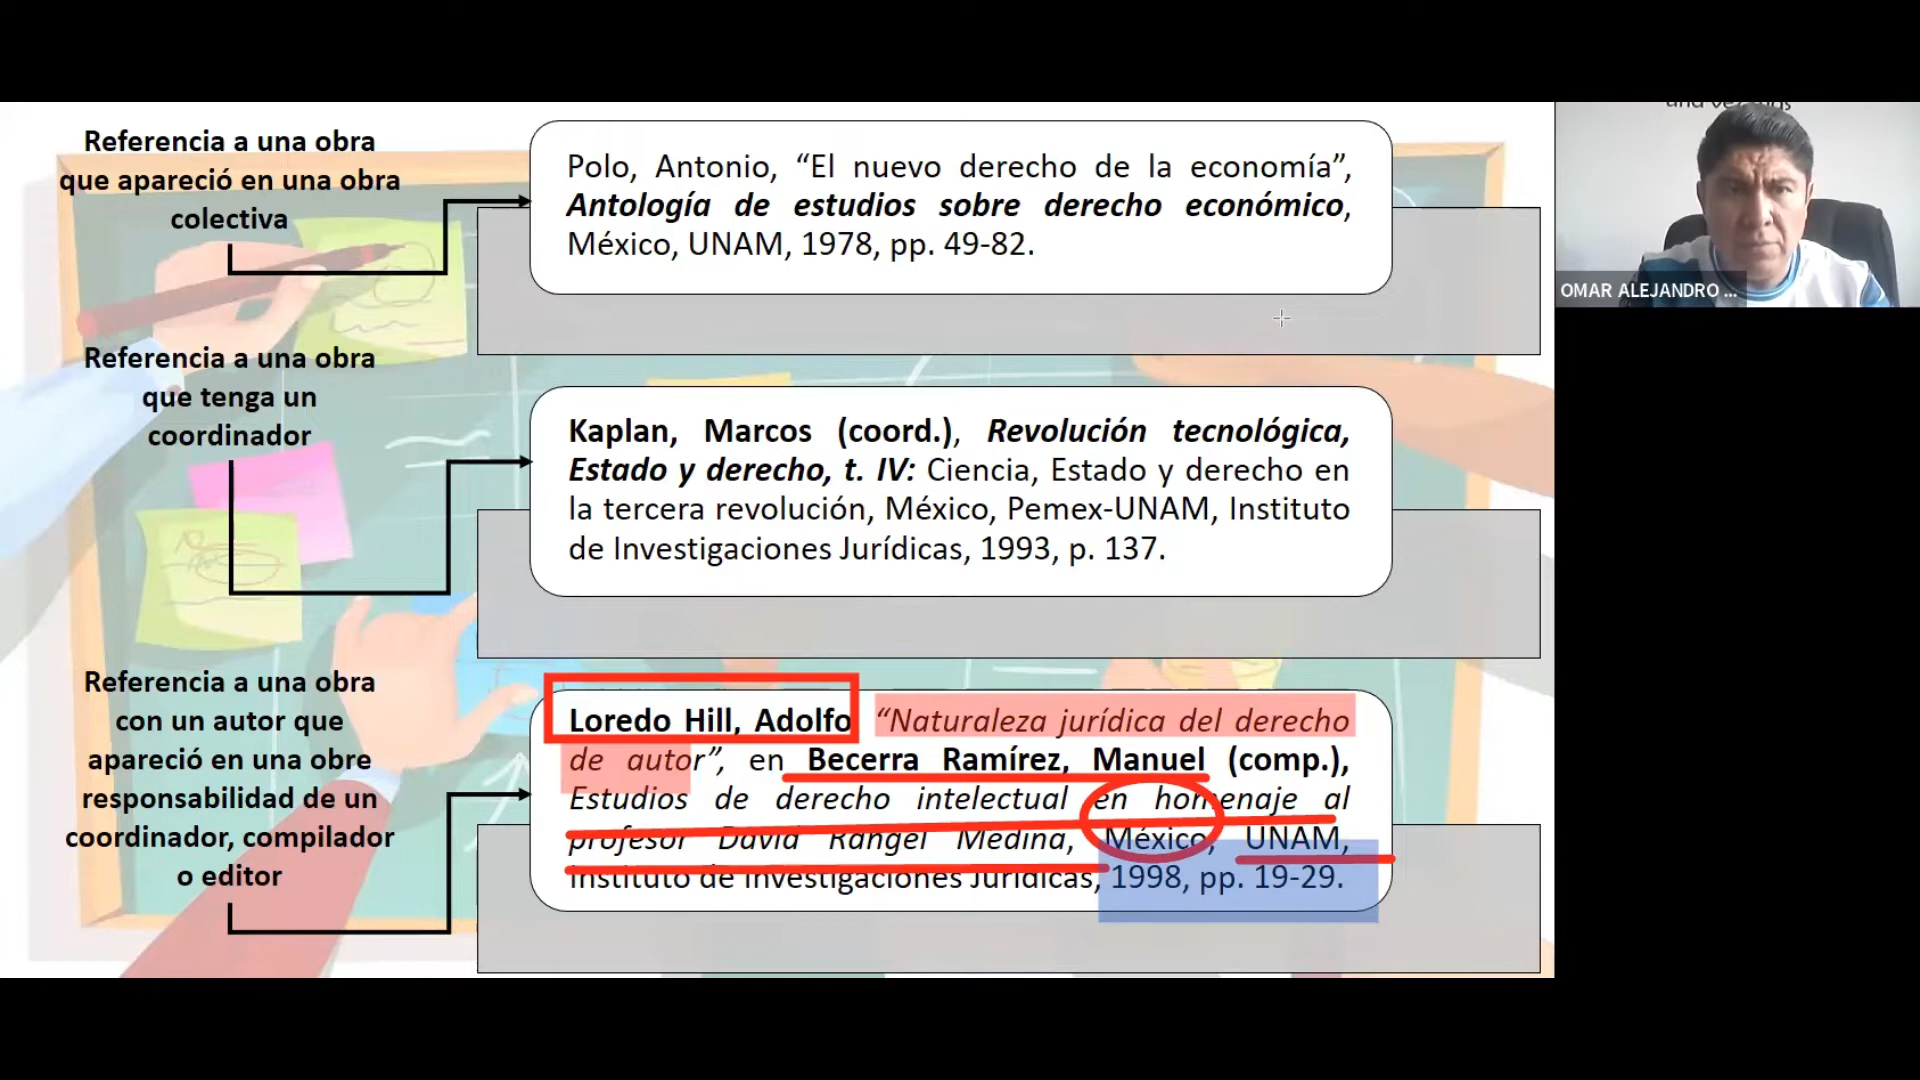 Referencia a una obra
que apareció en una obra
colectiva
Polo, Antonio, “El nuevo derecho de la economía”,
Antología de estudios sobre derecho económico,
México, UNAM, 1978, pp. 49-82.
Referencia a una obra
que tenga un
coordinador
Kaplan, Marcos (coord.), Revolución tecnológica,
Estado y derecho, t. IV: Ciencia, Estado y derecho en
la tercera revolución, México, Pemex-UNAM, Instituto
de Investigaciones Jurídicas, 1993, p. 137.
Referencia a una obra
con un autor que
apareció en una obre
responsabilidad de un
coordinador, compilador
o editor
Loredo Hill, Adolfo “Naturaleza jurídica del derecho
de autor”, en Becerra Ramírez, Manuel (comp.),
Estudios de derecho intelectual en homenaje al
profesor David Rangel Medina, México, UNAM,
Instituto de Investigaciones Jurídicas, 1998, pp. 19-29.
OMAR ALEJANDRO ...